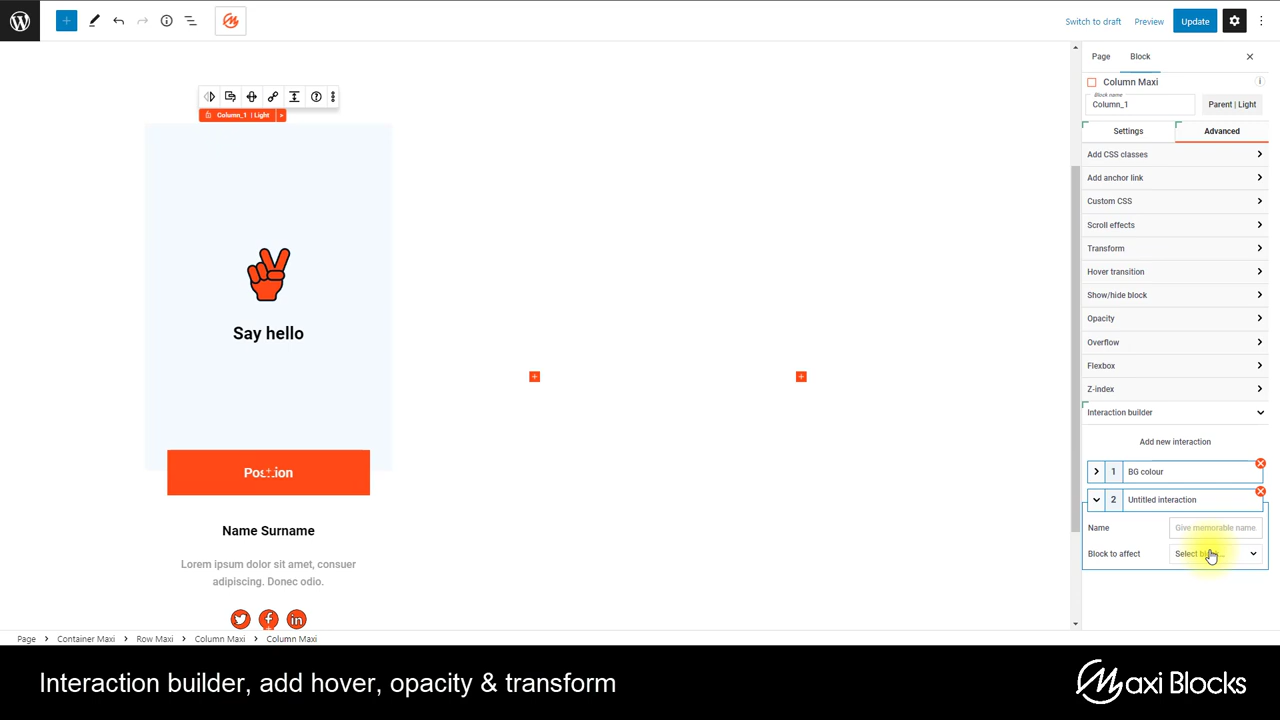 Switch to draft
Preview
Update
Page
Block
Column Maxi
Block name
Column_1
Parent | Light
Settings
Advanced
Add CSS classes
Add anchor link
Custom CSS
Scroll effects
Transform
Hover transition
Show/hide block
Opacity
Overflow
Flexbox
Z-index
Interaction builder
Add new interaction
1 BG colour
2 Untitled interaction
Name Give memorable name.
Block to affect Select
Column_1 | Light
Say hello
Position
Name Surname
Lorem ipsum dolor sit amet, consuer
adipiscing. Donec odio.
Page Container Maxi Row Maxi Column Maxi Column Maxi
Interaction builder, add hover, opacity & transform
Maxi Blocks